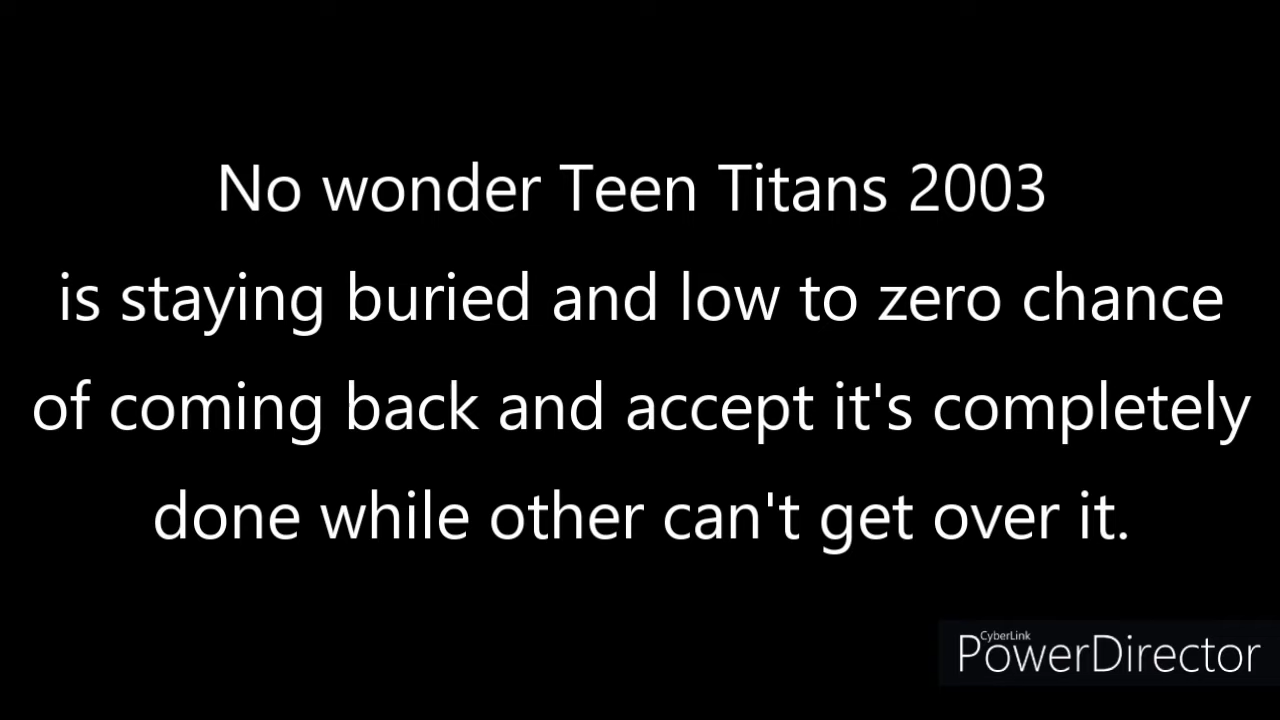 No wonder Teen Titans 2003
is staying buried and low to zero chance
of coming back and accept it's completely
done while other can't get over it.
CyberLink
PowerDirector